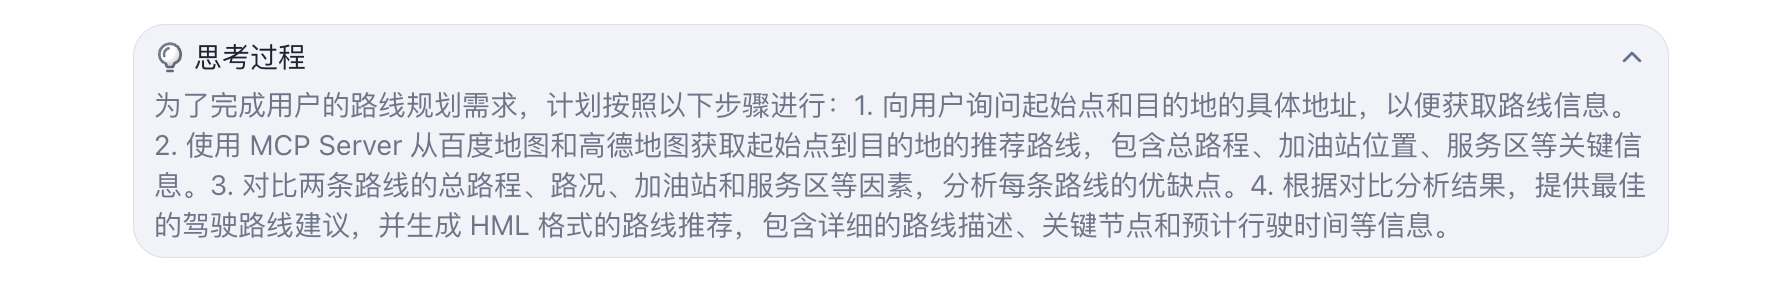 思考过程
为了完成用户的路线规划需求，计划按照以下步骤进行：1. 向用户询问起始点和目的地的具体地址，以便获取路线信息。
2. 使用 MCP Server 从百度地图和高德地图获取起始点到目的地的推荐路线，包含总路程、加油站位置、服务区等关键信
息。3. 对比两条路线的总路程、路况、加油站和服务区等因素，分析每条路线的优缺点。4. 根据对比分析结果，提供最佳
的驾驶路线建议，并生成 HML 格式的路线推荐，包含详细的路线描述、关键节点和预计行驶时间等信息。